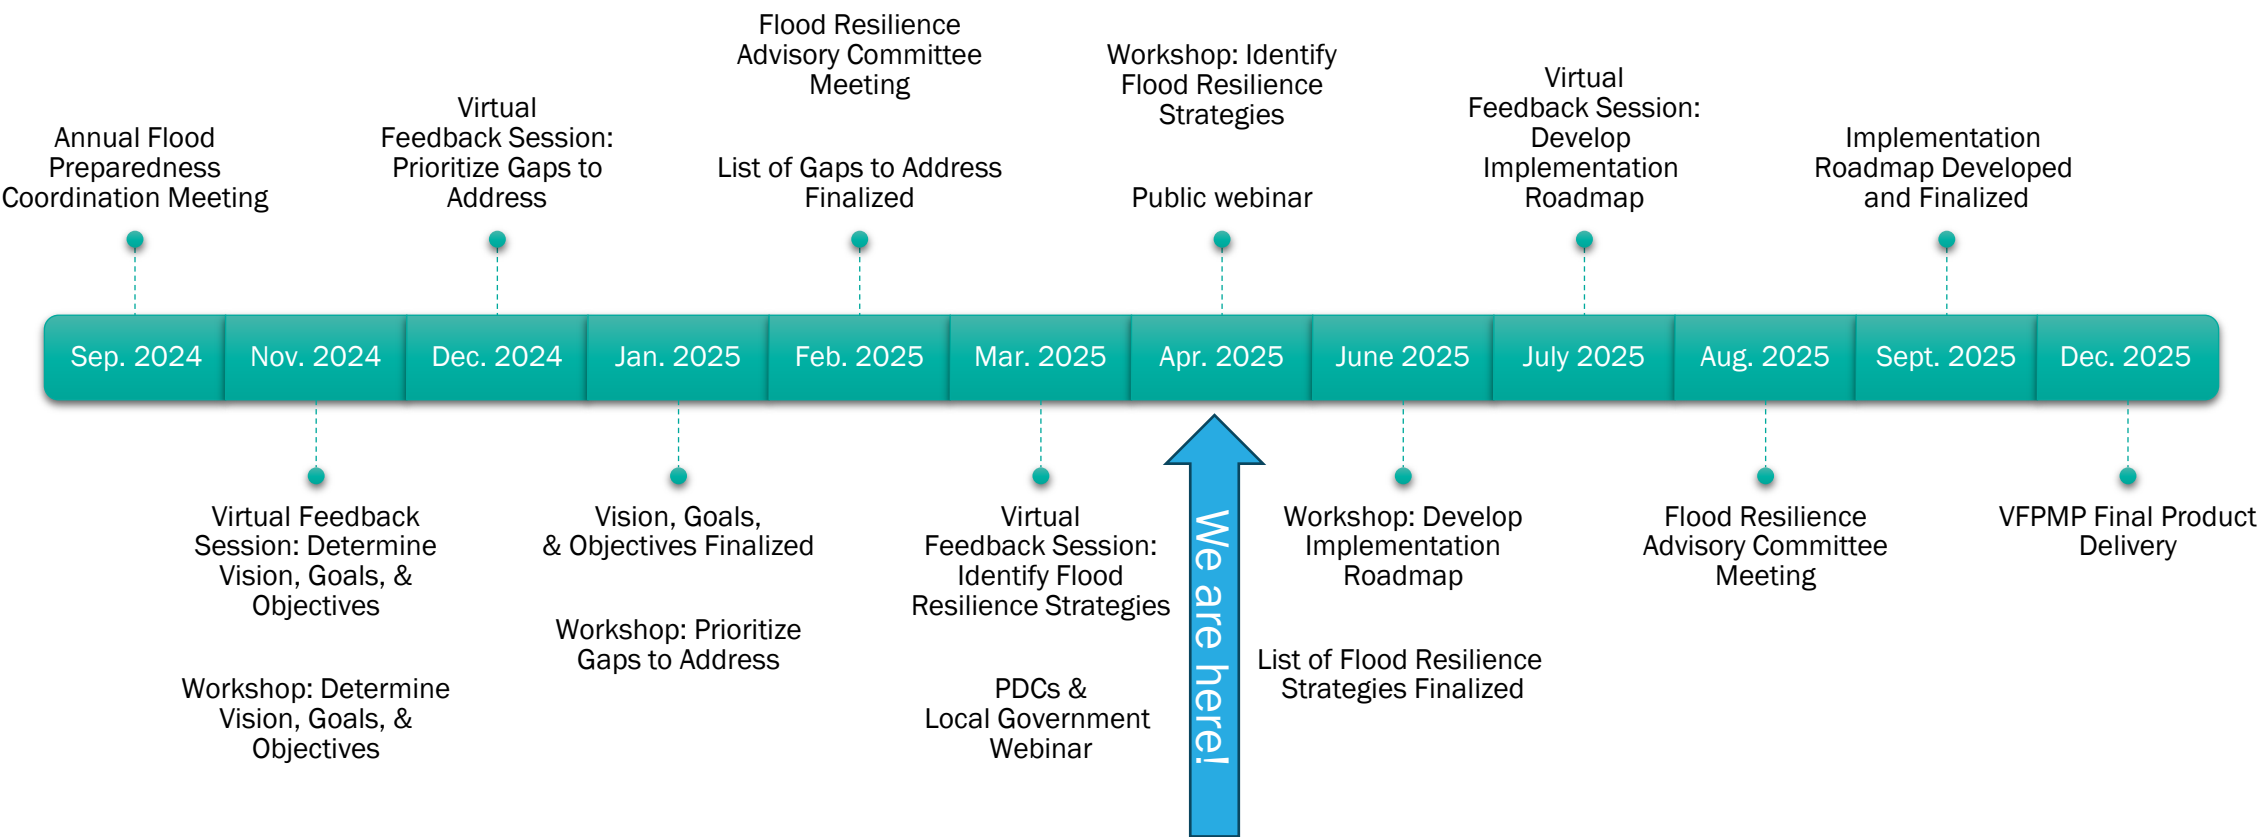 Annual Flood
Preparedness
Coordination Meeting
Virtual
Feedback Session:
Prioritize Gaps to
Address
Flood Resilience
Advisory Committee
Meeting
List of Gaps to Address
Finalized
Workshop: Identify
Flood Resilience
Strategies
Public webinar
Virtual
Feedback Session:
Develop
Implementation
Roadmap
Implementation
Roadmap Developed
and Finalized
Sep. 2024
Nov. 2024
Dec. 2024
Jan. 2025
Feb. 2025
Mar. 2025
Apr. 2025
June 2025
July 2025
Aug. 2025
Sept. 2025
Dec. 2025
Virtual Feedback
Session: Determine
Vision, Goals, &
Objectives
Workshop: Determine
Vision, Goals, &
Objectives
Vision, Goals,
& Objectives Finalized
Workshop: Prioritize
Gaps to Address
Virtual
Feedback Session:
Identify Flood
Resilience Strategies
PDCs &
Local Government
Webinar
We are here!
Workshop: Develop
Implementation
Roadmap
List of Flood Resilience
Strategies Finalized
Flood Resilience
Advisory Committee
Meeting
VFPMP Final Product
Delivery